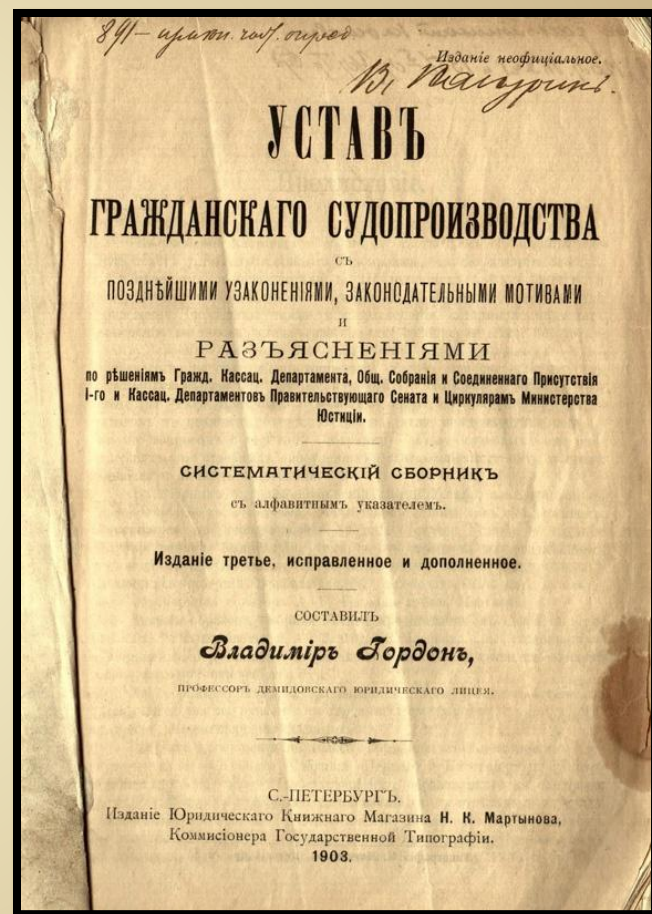 891 —
Изданіе неофиціальное.
УСТАВЪ
ГРАЖДАНСКАГО СУДОПРОИЗВОДСТВА
СЪ
ПОЗДНѢЙШИМИ УЗАКОНЕНІЯМИ, ЗАКОНОДАТЕЛЬНЫМИ МОТИВАМИ
И
РАЗЪЯСНЕНІЯМИ
по рѣшеніямъ Гражд. Кассац. Департамента, Общ. Собранія и Соединеннаго Присутствія
I-го и Кассац. Департаментовъ Правительствующаго Сената и Циркулярамъ Министерства
Юстиціи.
СИСТЕМАТИЧЕСКІЙ СБОРНИКЪ
съ алфавитнымъ указателемъ.
Изданіе третье, исправленное и дополненное.
СОСТАВИЛЪ
Владиміръ Гордонъ,
ПРОФЕССОРЪ ДЕМИДОВСКАГО ЮРИДИЧЕСКАГО ЛИЦЕЯ.
С.-ПЕТЕРБУРГЪ.
Изданіе Юридическаго Книжнаго Магазина Н. К. Мартынова,
Коммисіонера Государственной Типографіи.
1903.